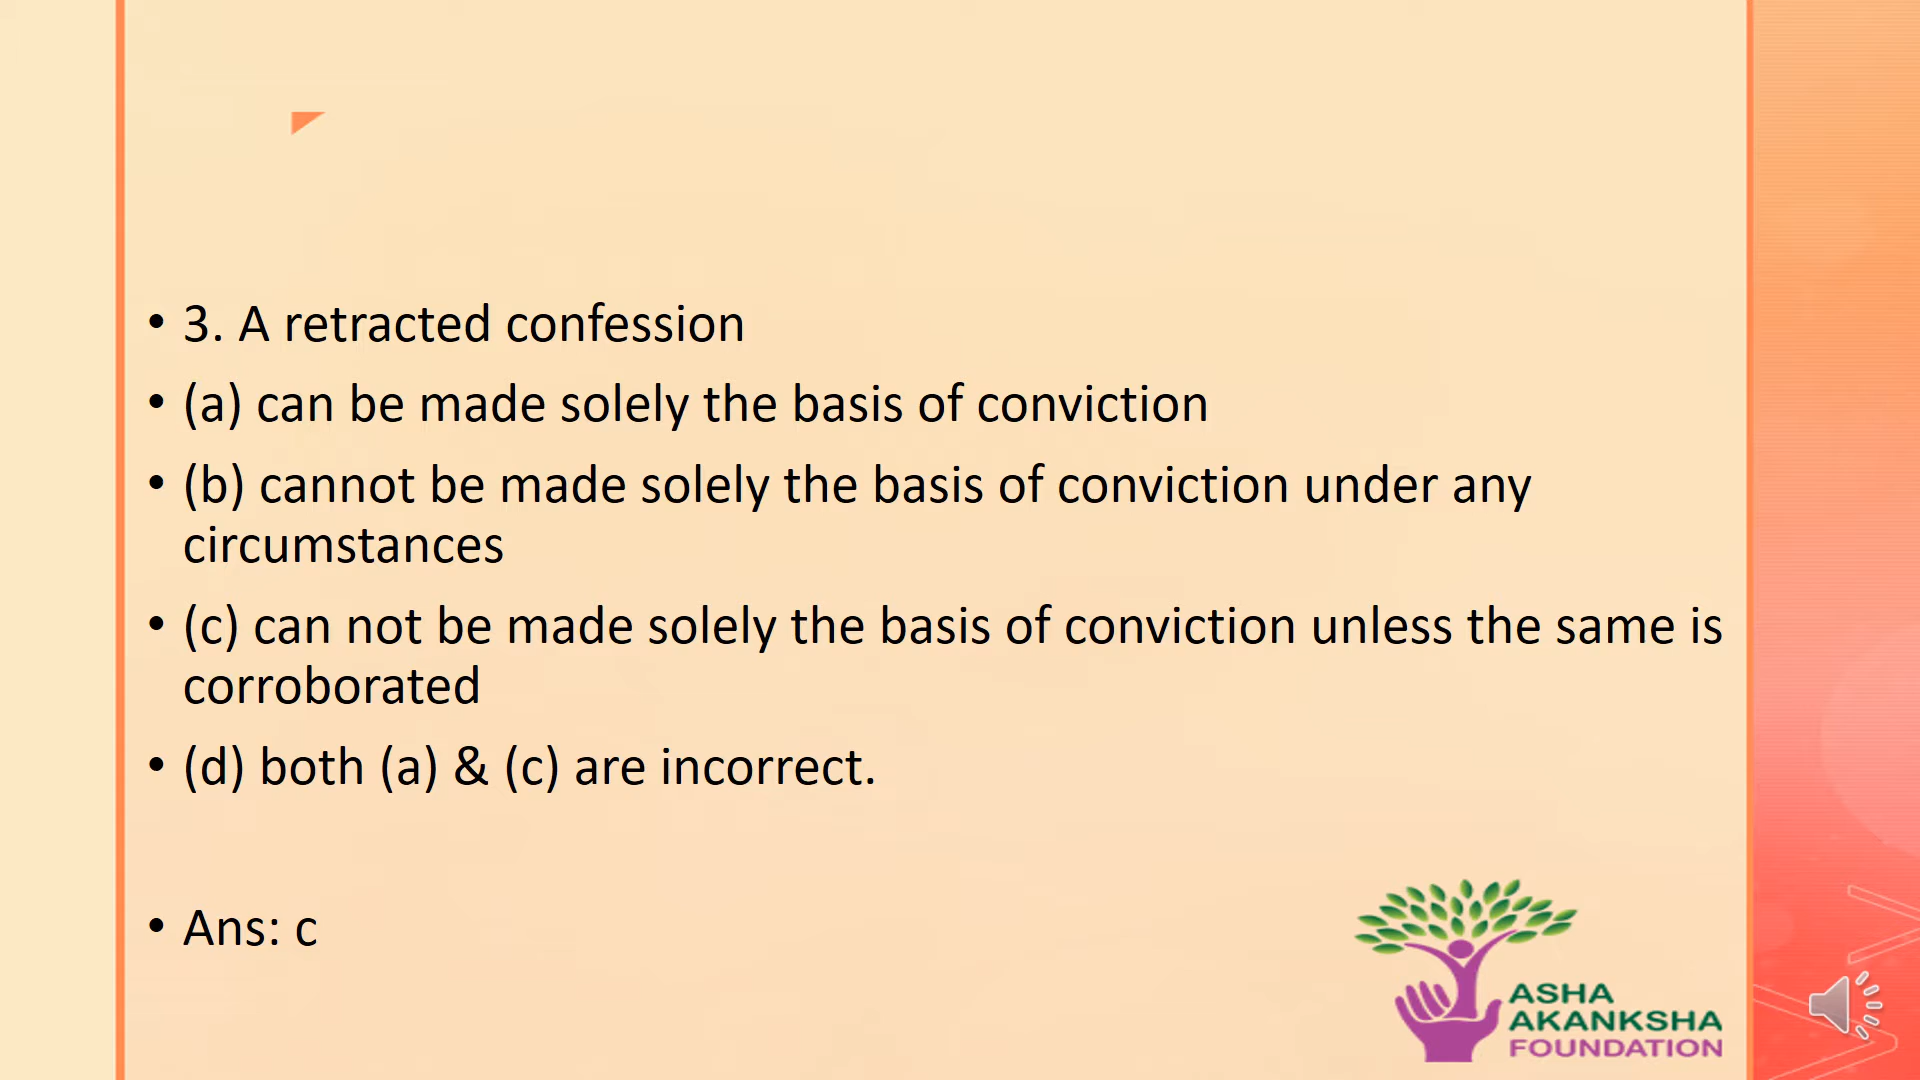 • 3. A retracted confession
• (a) can be made solely the basis of conviction
• (b) cannot be made solely the basis of conviction under any
circumstances
• (c) can not be made solely the basis of conviction unless the same is
corroborated
• (d) both (a) & (c) are incorrect.
• Ans: c
ASHA
AKANKSHA
FOUNDATION